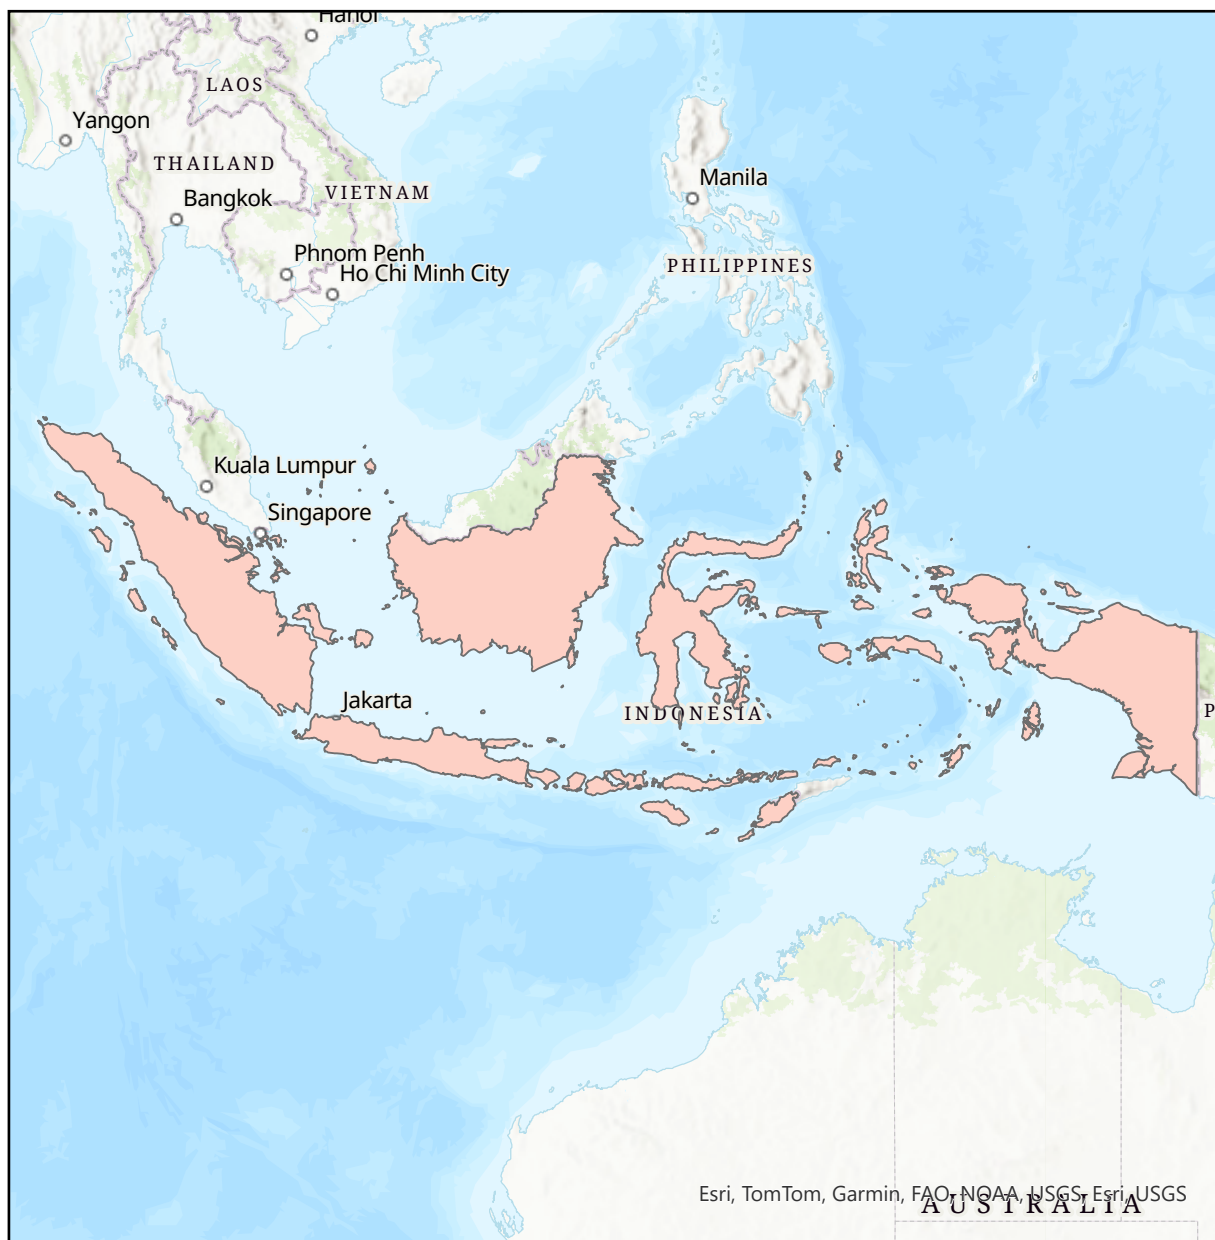 Hanoi
LAOS
Yangon
THAILAND
Manila
VIETNAM
Bangkok
Phnom Penh
PHILIPPINES
Ho Chi Minh City
Kuala Lumpur
Singapore
Jakarta
INDONESIA
P
Esri, TomTom, Garmin, FAO, NOAA, USGS, Esri, USGS
AUSTRALIA